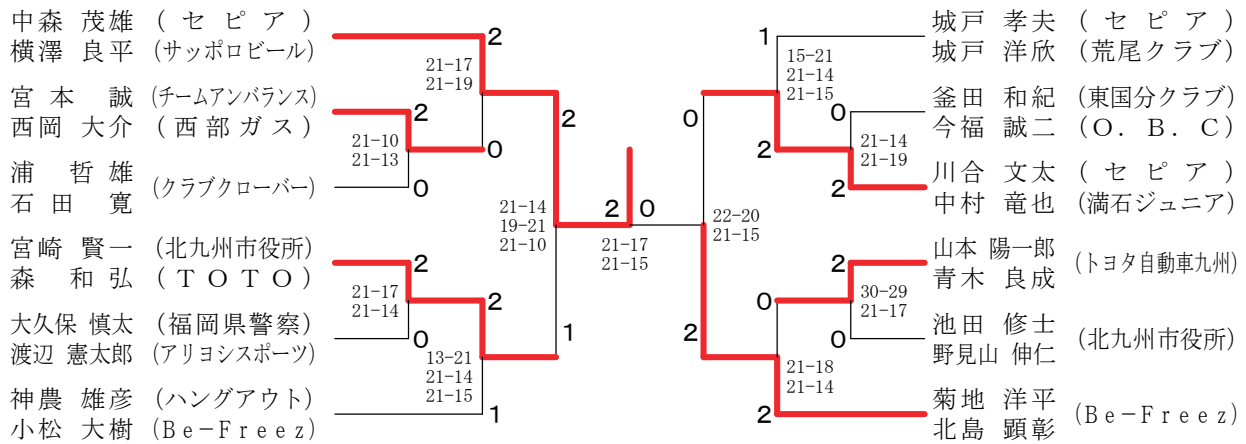 中森 茂雄 (セピア)
横澤 良平 (サッポロビール)
宮本 誠 (チームアンバランス)
西岡 大介 (西部ガス)
浦 哲雄
石田 寛
(クラブクローバー)
宮崎 賢一 (北九州市役所)
森 和弘 (TOTO)
大久保 慎太 (福岡県警察)
渡辺 憲太郎 (アリヨシスポーツ)
神農 雄彦 (ハングアウト)
小松 大樹 (Be-Freez)
2
21-17
21-19
2
21-10
21-13
0
0
2
21-14
19-21
21-10
2
21-17
21-14
0
2
13-21
21-14
21-15
1
1
2 0
21-17
21-15
1
15-21
21-14
21-15
0
0
21-14
21-19
2
2
22-20
21-15
2
0
30-29
21-17
0
2
21-18
21-14
2
城戸 孝夫 (セピア)
城戸 洋欣 (荒尾クラブ)
釜田 和紀 (東国分クラブ)
今福 誠二 (O.B.C)
川合 文太 (セピア)
中村 竜也 (満石ジュニア)
山本 陽一郎
青木 良成
(トヨタ自動車九州)
池田 修士
野見山 伸仁
(北九州市役所)
菊地 洋平
北島 顕彰
(Be-Freez)